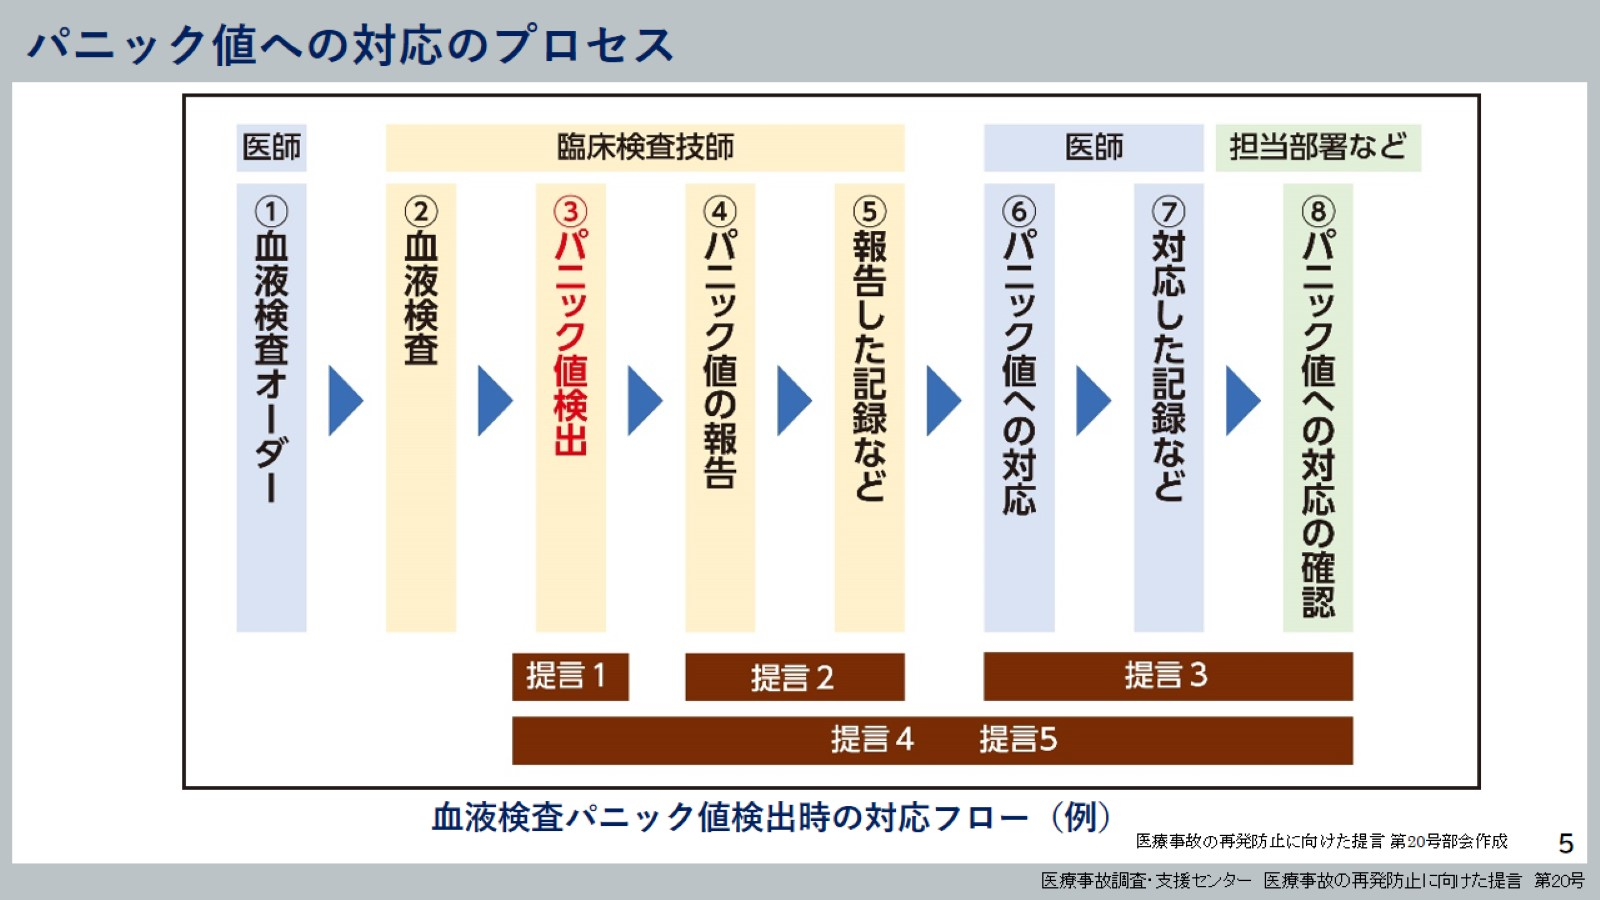 パニック値への対応のプロセス
医師
臨床検査技師
医師
担当部署など
①血液検査オーダー
②血液検査
③パニック値検出
④パニック値の報告
⑤報告した記録など
⑥パニック値への対応
⑦対応した記録など
⑧パニック値への対応の確認
提言1
提言2
提言3
提言4 提言5
血液検査パニック値検出時の対応フロー（例）
医療事故の再発防止に向けた提言 第20号部会作成
5
医療事故調査・支援センター 医療事故の再発防止に向けた提言 第20号